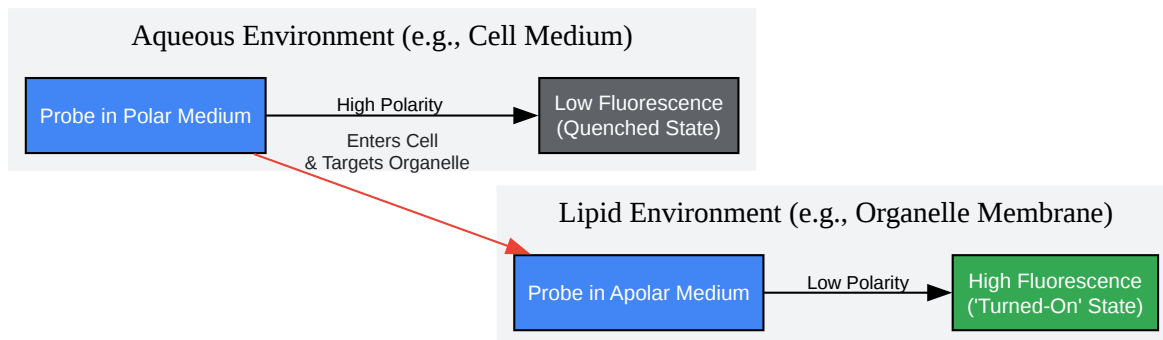 Aqueous Environment (e.g., Cell Medium)
Probe in Polar Medium
High Polarity
Low Fluorescence
(Quenched State)
Enters Cell
& Targets Organelle
Lipid Environment (e.g., Organelle Membrane)
Probe in Apolar Medium
Low Polarity
High Fluorescence
('Turned-On' State)